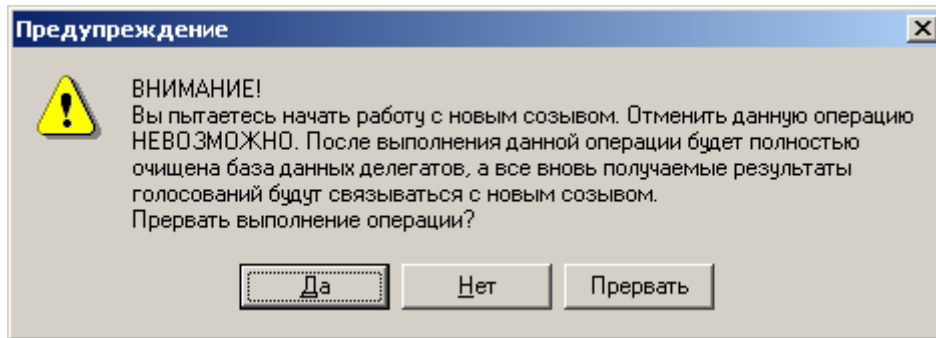 Предупреждение
ВНИМАНИЕ!
Вы пытаетесь начать работу с новым созывом. Отменить данную операцию
НЕВОЗМОЖНО. После выполнения данной операции будет полностью
очищена база данных делегатов, а все вновь получаемые результаты
голосований будут связываться с новым созывом.
Прервать выполнение операции?
Да Нет Прервать